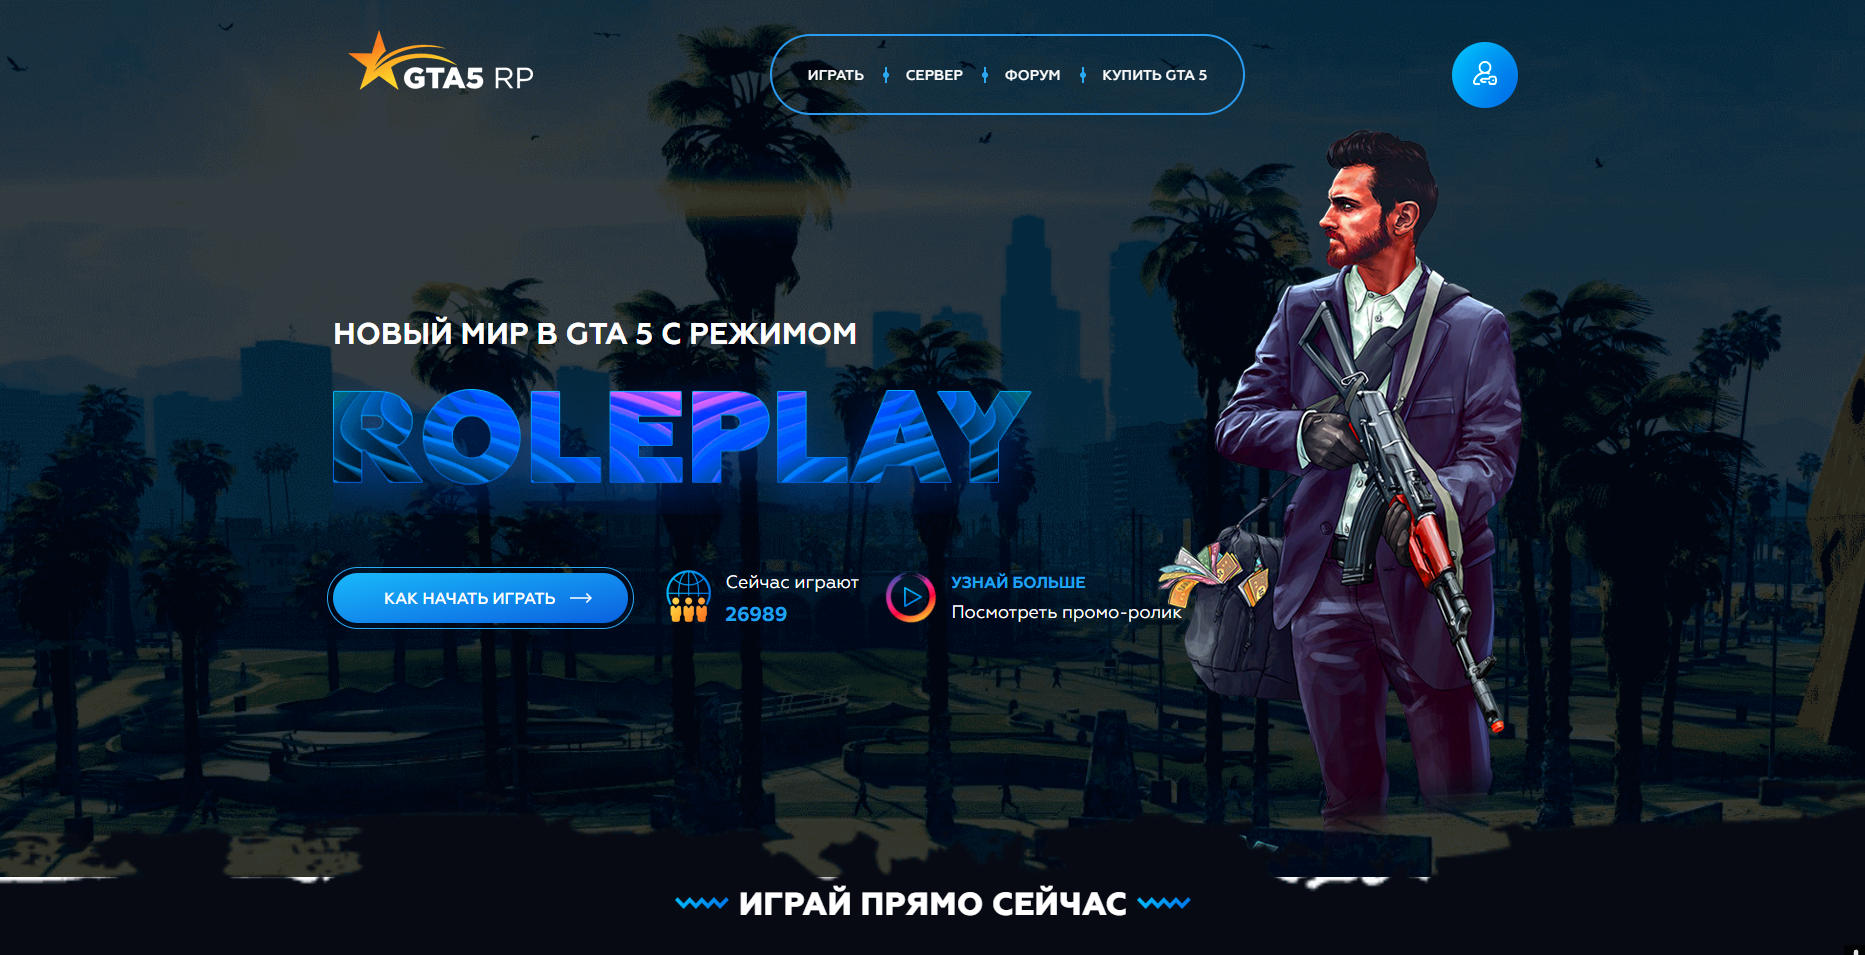 GTA5 RP
ИГРАТЬ
СЕРВЕР
ФОРУМ
КУПИТЬ GTA 5
НОВЫЙ МИР В GTA 5 С РЕЖИМОМ
ROLEPLAY
КАК НАЧАТЬ ИГРАТЬ
Сейчас играют
26989
УЗНАЙ БОЛЬШЕ
Посмотреть промо-ролик
ИГРАЙ ПРЯМО СЕЙЧАС